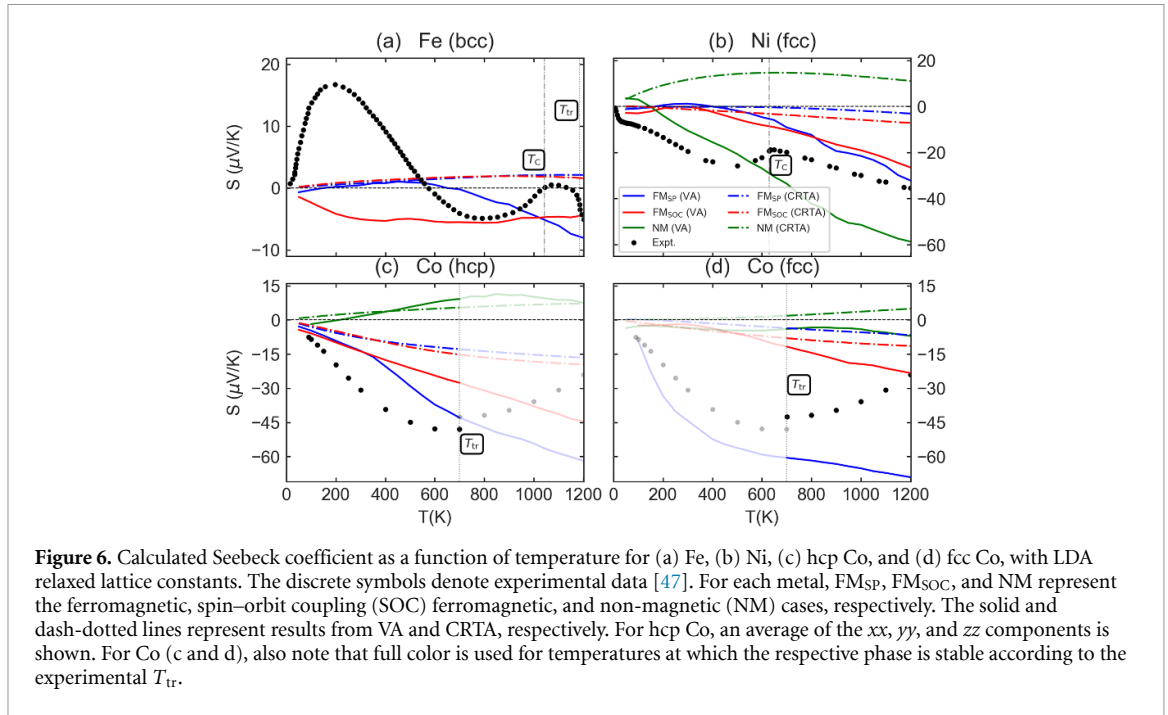 (a) Fe (bcc)
(b) Ni (fcc)
20
10
0
−10
S (µV/K)
T_C
T_tr
20
0
−20
−40
−60
T_C
FM_SP (VA)
FM_SOC (VA)
NM (VA)
Expt.
FM_SP (CRTA)
FM_SOC (CRTA)
NM (CRTA)
(c) Co (hcp)
(d) Co (fcc)
15
0
−15
−30
−45
−60
S (µV/K)
T_tr
0 200 400 600 800 1000 1200
T(K)
T_tr
15
0
−15
−30
−45
−60
0 200 400 600 800 1000 1200
T(K)
Figure 6. Calculated Seebeck coefficient as a function of temperature for (a) Fe, (b) Ni, (c) hcp Co, and (d) fcc Co, with LDA
relaxed lattice constants. The discrete symbols denote experimental data [47]. For each metal, FM_SP, FM_SOC, and NM represent
the ferromagnetic, spin–orbit coupling (SOC) ferromagnetic, and non-magnetic (NM) cases, respectively. The solid and
dash-dotted lines represent results from VA and CRTA, respectively. For hcp Co, an average of the xx, yy, and zz components is
shown. For Co (c and d), also note that full color is used for temperatures at which the respective phase is stable according to the
experimental T_tr.